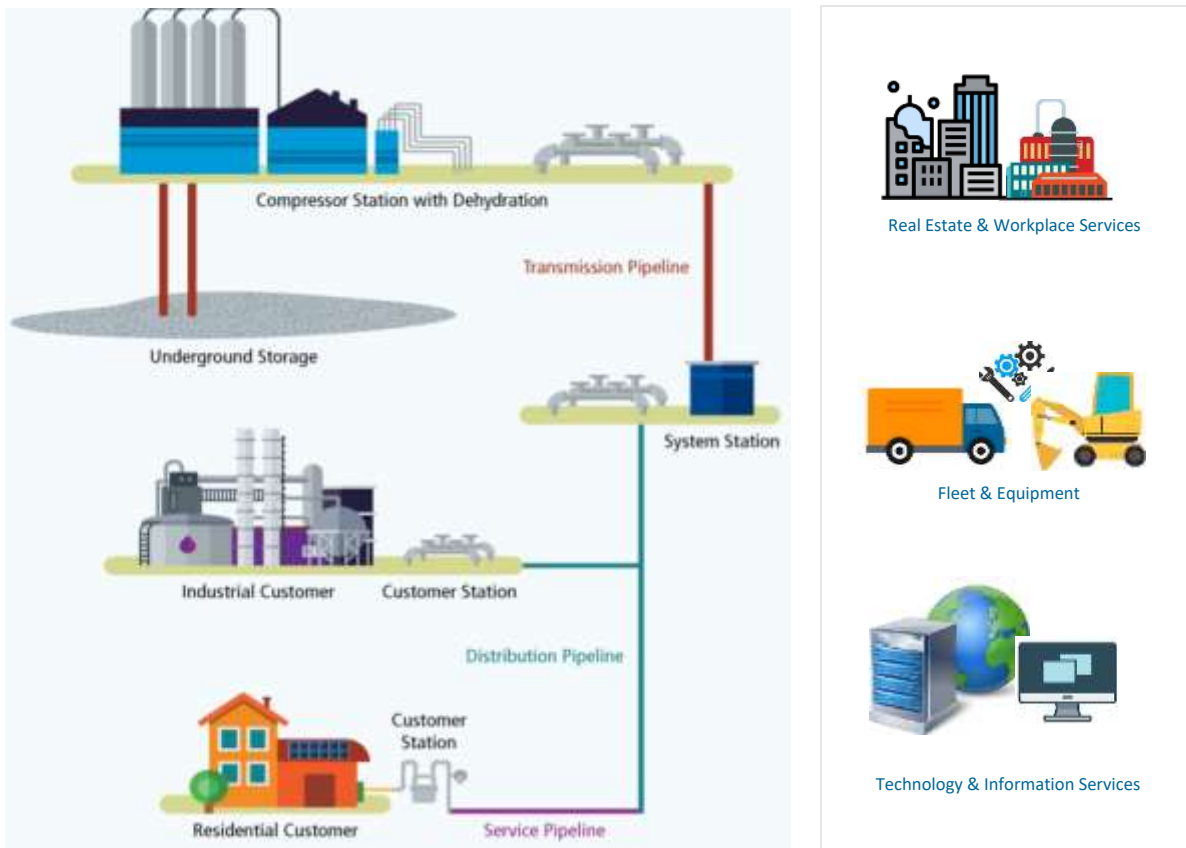 Compressor Station with Dehydration
Transmission Pipeline
Underground Storage
System Station
Industrial Customer
Customer Station
Distribution Pipeline
Customer
Station
Residential Customer
Service Pipeline
Real Estate & Workplace Services
Fleet & Equipment
Technology & Information Services